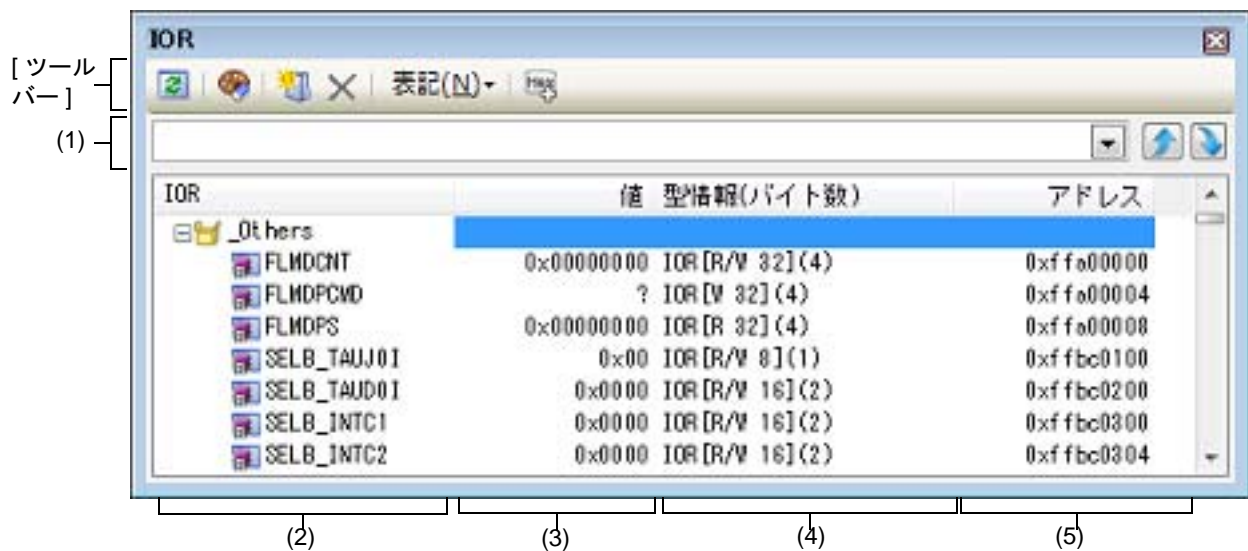 IOR
[ ツール
バー ]
表記(N)
Hex
(1)
IOR 値 型情報(バイト数) アドレス
_Others
FLMDCNT 0x00000000 IOR[R/W 32](4) 0xffa00000
FLMDPCMD ? IOR[W 32](4) 0xffa00004
FLMDPS 0x00000000 IOR[R 32](4) 0xffa00008
SELB_TAUJ0I 0x00 IOR[R/W 8](1) 0xffbc0100
SELB_TAUD0I 0x0000 IOR[R/W 16](2) 0xffbc0200
SELB_INTC1 0x0000 IOR[R/W 16](2) 0xffbc0300
SELB_INTC2 0x0000 IOR[R/W 16](2) 0xffbc0304
(2) (3) (4) (5)